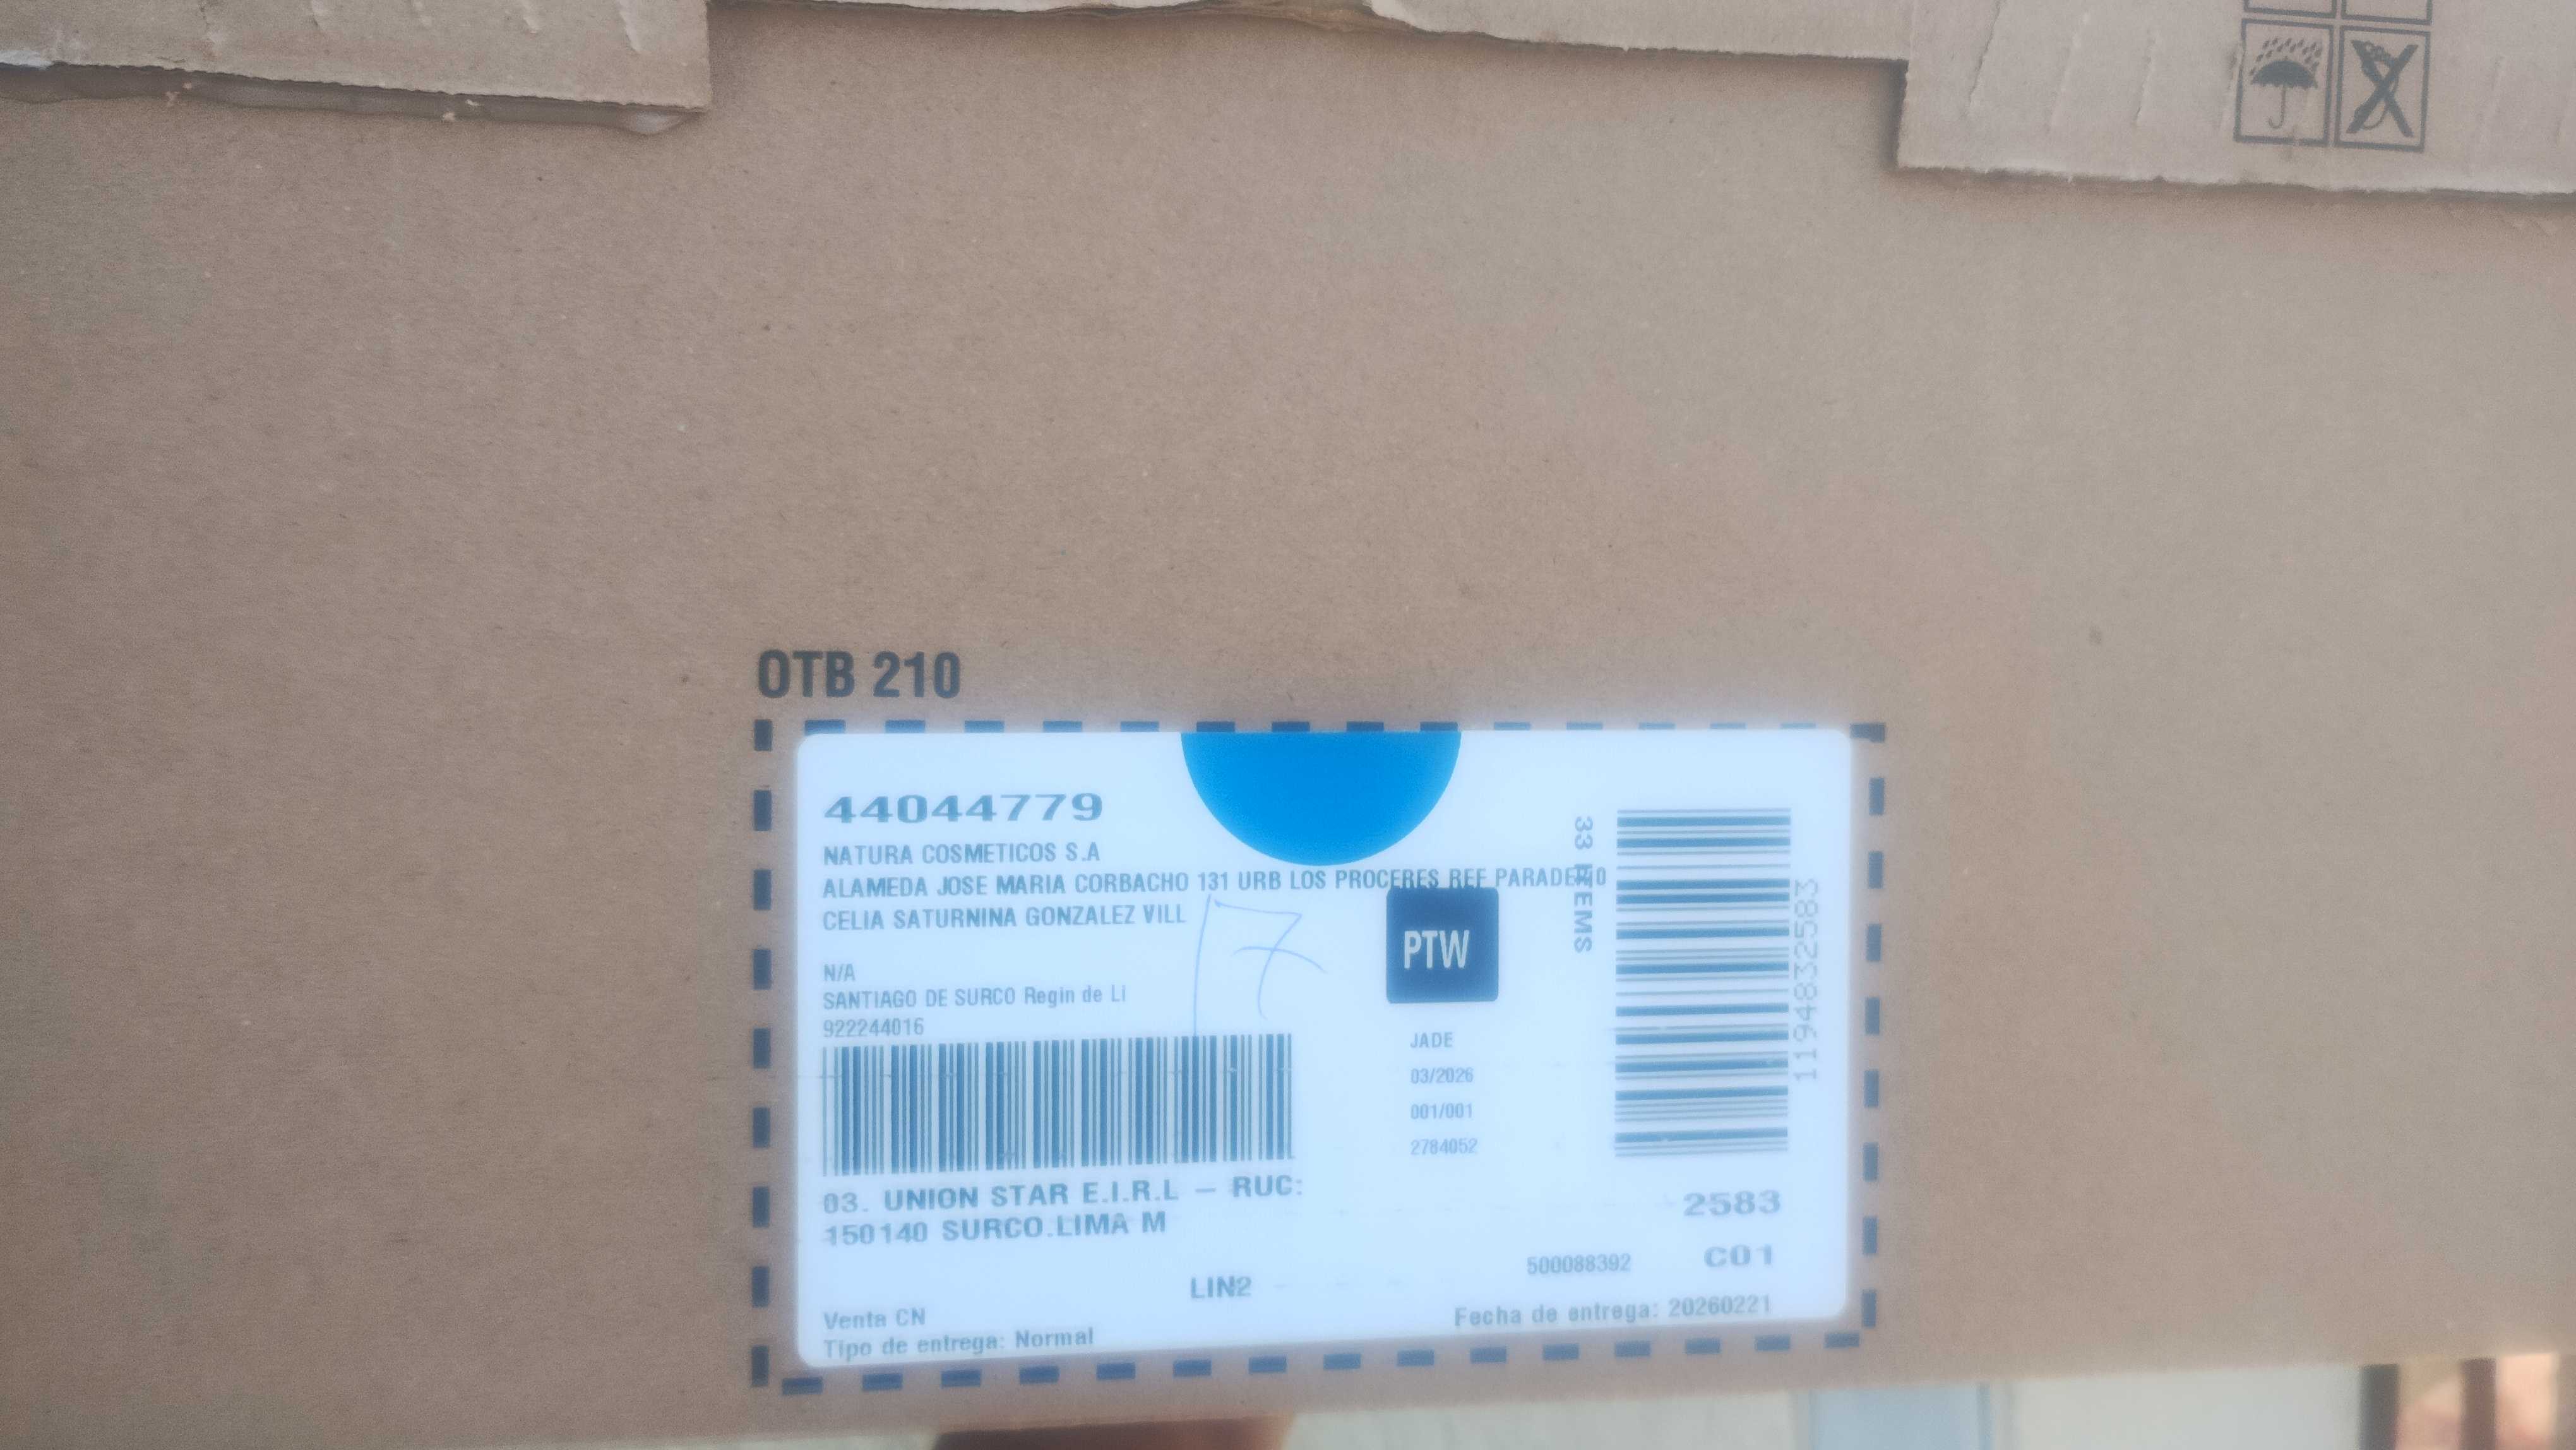 OTB 210
44044779
NATURA COSMETICOS S.A
ALAMEDA JOSE MARIA CORBACHO 131 URB LOS PROCERES REF PARADERO
CELIA SATURNINA GONZALEZ VILL
17
N/A
SANTIAGO DE SURCO Regin de Li
922244016
PTW
JADE
03/2026
001/001
2784052
33 ITEMS
119483832583
03. UNION STAR E.I.R.L – RUC:
150140 SURCO.LIMA M
2583
500088392
C01
LIN2
Venta CN
Tipo de entrega: Normal
Fecha de entrega: 20260221